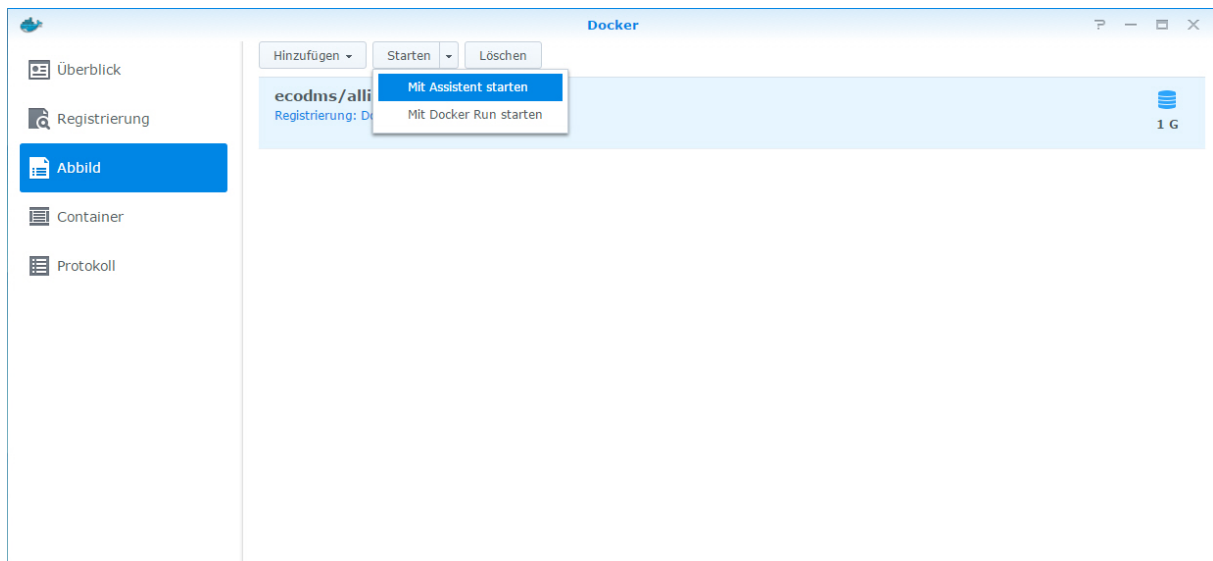 Docker
Überblick
Registrierung
Abbild
Container
Protokoll
Hinzufügen
Starten
Löschen
Mit Assistent starten
Mit Docker Run starten
ecodms/alli
Registrierung:
1 G